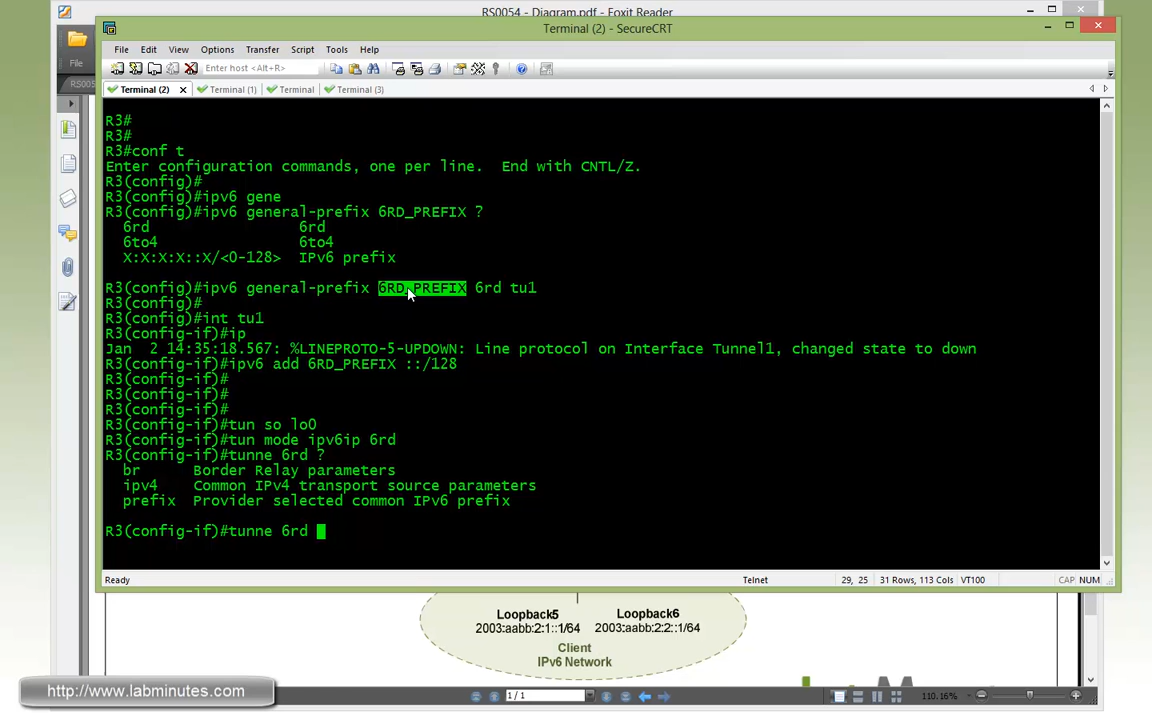 RS0054 - Diagram.pdf - Foxit Reader
Terminal (2) - SecureCRT
File Edit View Options Transfer Script Tools Help
File
Enter host <Alt+R>
RS005
Terminal (2) Terminal (1) Terminal Terminal (3)
R3#
R3#
R3#conf t
Enter configuration commands, one per line. End with CNTL/Z.
R3(config)#
R3(config)#ipv6 gene
R3(config)#ipv6 general-prefix 6RD_PREFIX ?
6rd 6rd
6to4 6to4
X:X:X:X::X/<0-128> IPv6 prefix
R3(config)#ipv6 general-prefix 6RD_PREFIX 6rd tu1
R3(config)#
R3(config)#int tu1
R3(config-if)#ip
Jan 2 14:35:18.567: %LINEPROTO-5-UPDOWN: Line protocol on Interface Tunnel1, changed state to down
R3(config-if)#ipv6 add 6RD_PREFIX ::/128
R3(config-if)#
R3(config-if)#
R3(config-if)#
R3(config-if)#tun so lo0
R3(config-if)#tun mode ipv6ip 6rd
R3(config-if)#tunne 6rd ?
br Border Relay parameters
ipv4 Common IPv4 transport source parameters
prefix Provider selected common IPv6 prefix
R3(config-if)#tunne 6rd
Ready Telnet 29, 25 31 Rows, 113 Cols VT100 CAP NUM
Loopback5 Loopback6
2003:aabb:2:1::1/64 2003:aabb:2:2::1/64
Client
IPv6 Network
http://www.labminutes.com
1 / 1
110.16%